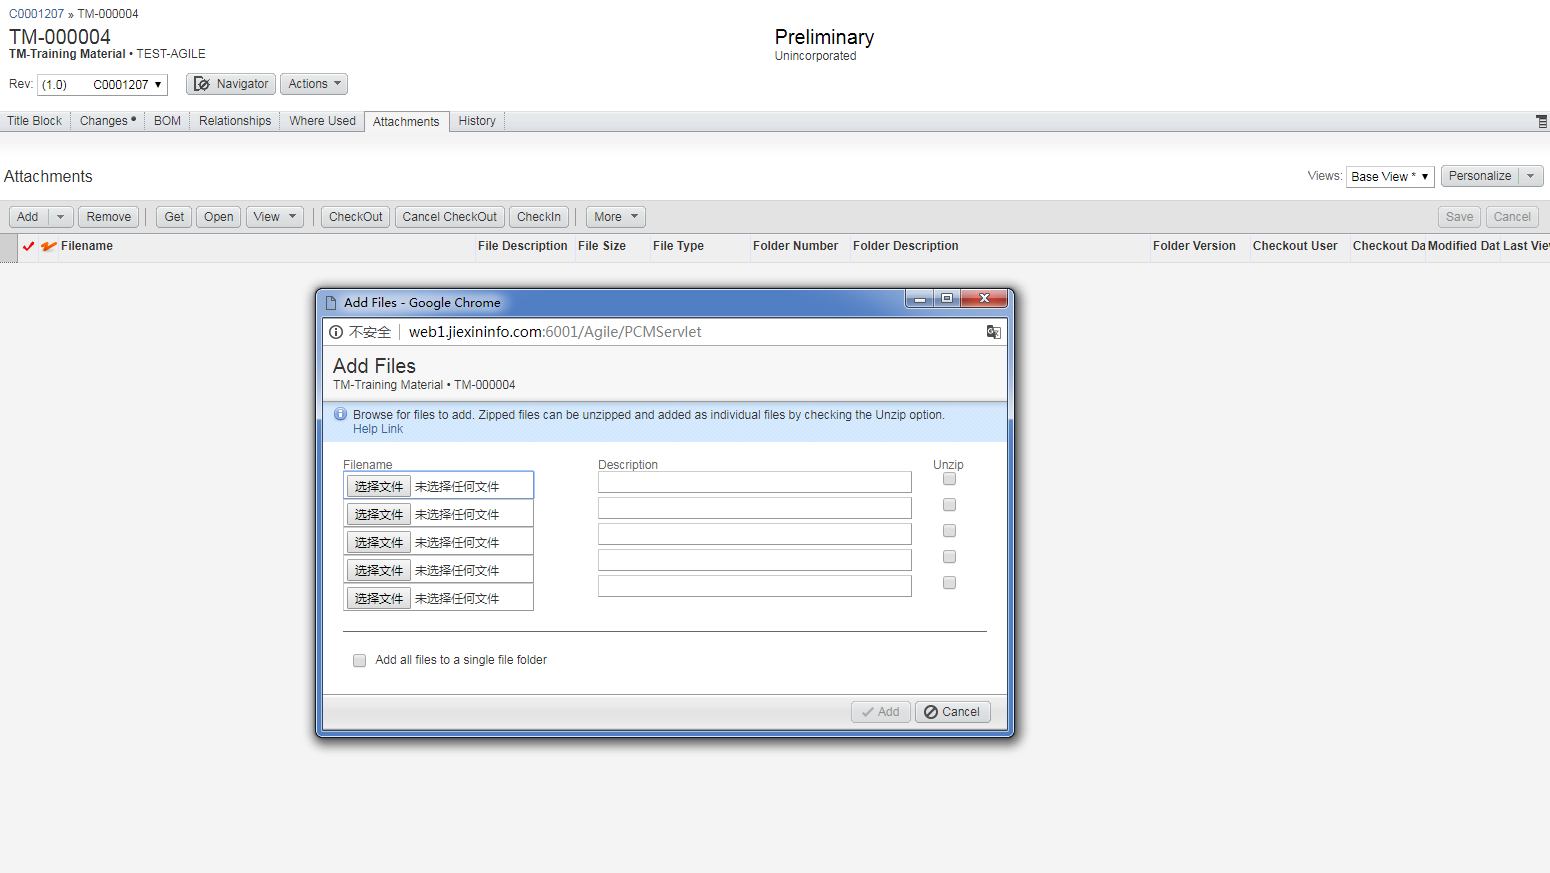 C0001207 » TM-000004
TM-000004
TM-Training Material • TEST-AGILE
Preliminary
Unincorporated
Rev: (1.0) C0001207 Navigator Actions
Title Block Changes BOM Relationships Where Used Attachments History
Attachments
Views: Base View * Personalize
Add Remove Get Open View CheckOut Cancel CheckOut CheckIn More Save Cancel
Filename File Description File Size File Type Folder Number Folder Description Folder Version Checkout User Checkout Da Modified Dat Last Vie
Add Files - Google Chrome
不安全 web1.jiexininfo.com:6001/Agile/PCMServlet
Add Files
TM-Training Material • TM-000004
Browse for files to add. Zipped files can be unzipped and added as individual files by checking the Unzip option.
Help Link
Filename Description Unzip
选择文件 未选择任何文件
选择文件 未选择任何文件
选择文件 未选择任何文件
选择文件 未选择任何文件
选择文件 未选择任何文件
Add all files to a single file folder
Add Cancel